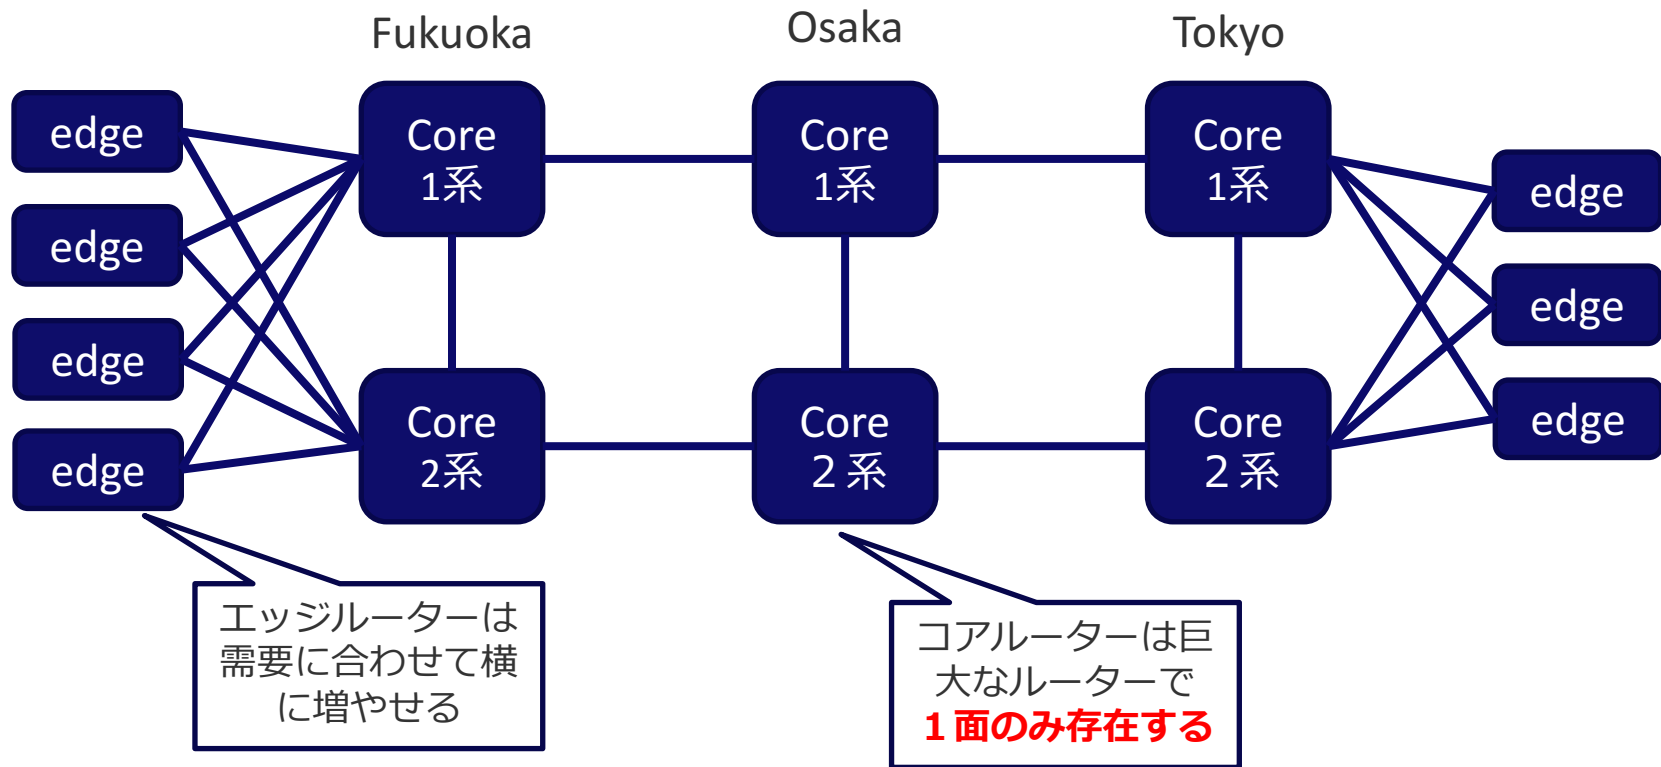 Fukuoka
Osaka
Tokyo
edge
edge
edge
edge
Core
1系
Core
1系
Core
1系
Core
2系
Core
２系
Core
２系
edge
edge
edge
エッジルーターは
需要に合わせて横
に増やせる
コアルーターは巨
大なルーターで
１面のみ存在する